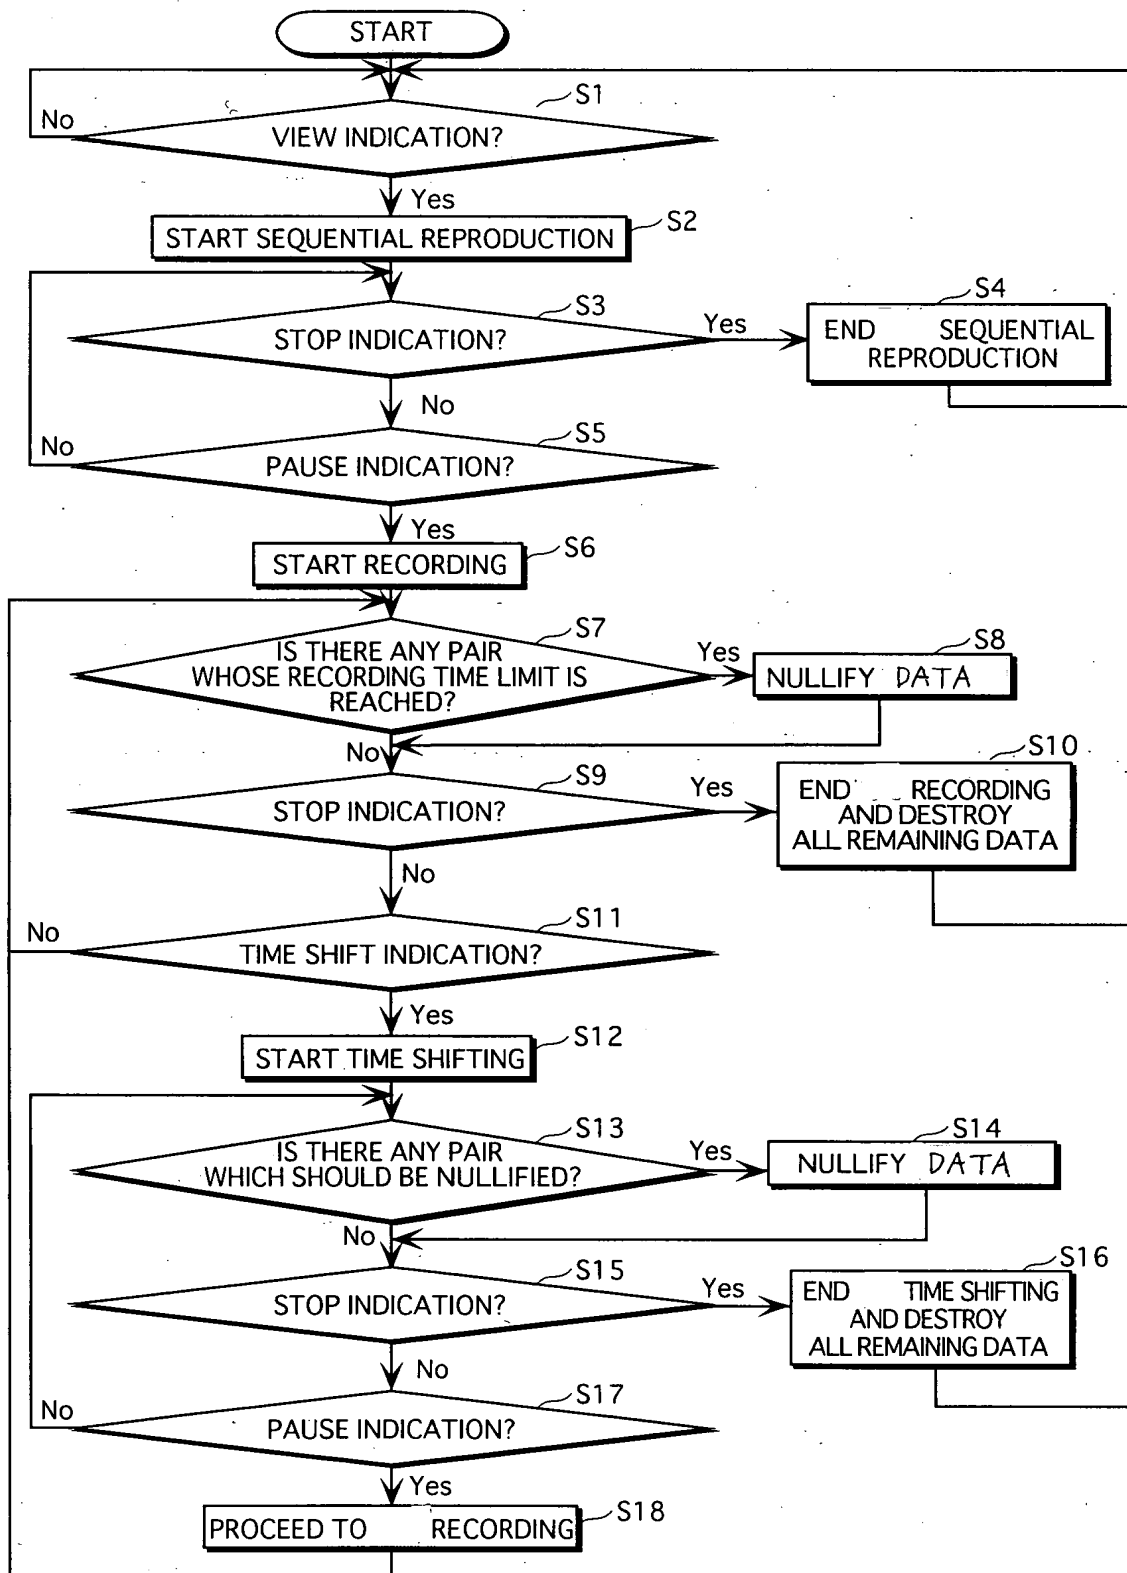 START
S1
No
VIEW INDICATION?
Yes
S2
START SEQUENTIAL REPRODUCTION
S3
STOP INDICATION?
Yes
S4
END SEQUENTIAL
REPRODUCTION
No
S5
No
PAUSE INDICATION?
Yes
S6
START RECORDING
S7
IS THERE ANY PAIR
WHOSE RECORDING TIME LIMIT IS
REACHED?
Yes
S8
NULLIFY DATA
No
S9
STOP INDICATION?
Yes
S10
END RECORDING
AND DESTROY
ALL REMAINING DATA
No
S11
No
TIME SHIFT INDICATION?
Yes
S12
START TIME SHIFTING
S13
IS THERE ANY PAIR
WHICH SHOULD BE NULLIFIED?
Yes
S14
NULLIFY DATA
No
S15
STOP INDICATION?
Yes
S16
END TIME SHIFTING
AND DESTROY
ALL REMAINING DATA
No
S17
No
PAUSE INDICATION?
Yes
S18
PROCEED TO RECORDING